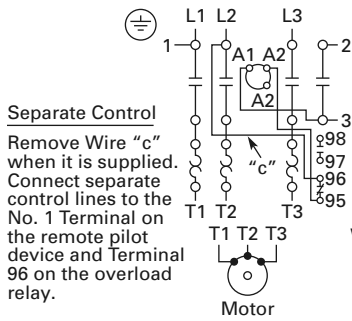 L1 L2 L3
1 2
A1 A2
A2
3
Separate Control
Remove Wire “c”
when it is supplied.
Connect separate
control lines to the
No. 1 Terminal on
the remote pilot
device and Terminal
96 on the overload
relay.
“c”
98
97
96
95
T1 T2 T3
T1 T2 T3
Motor